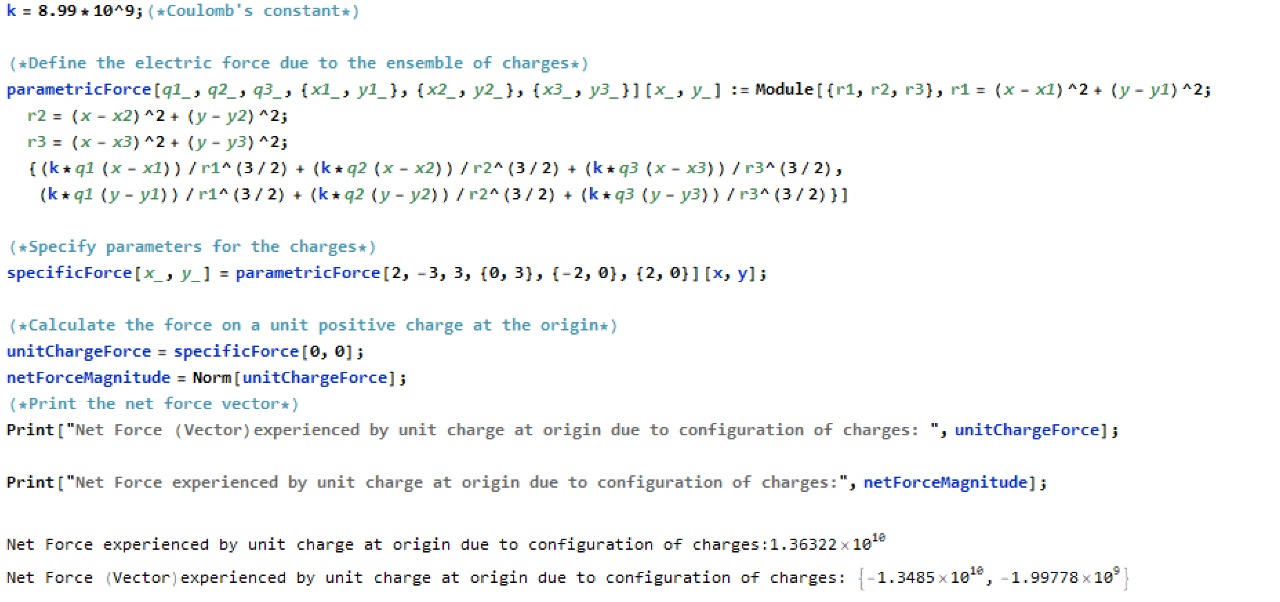 k = 8.99 * 10^9; (*Coulomb's constant*)
(*Define the electric force due to the ensemble of charges*)
parametricForce[q1_, q2_, q3_, {x1_, y1_}, {x2_, y2_}, {x3_, y3_}][x_, y_] := Module[{r1, r2, r3}, r1 = (x - x1)^2 + (y - y1)^2;
r2 = (x - x2)^2 + (y - y2)^2;
r3 = (x - x3)^2 + (y - y3)^2;
{(k * q1 (x - x1)) / r1^(3/2) + (k * q2 (x - x2)) / r2^(3/2) + (k * q3 (x - x3)) / r3^(3/2),
(k * q1 (y - y1)) / r1^(3/2) + (k * q2 (y - y2)) / r2^(3/2) + (k * q3 (y - y3)) / r3^(3/2)}]
(*Specify parameters for the charges*)
specificForce[x_, y_] = parametricForce[2, -3, 3, {0, 3}, {-2, 0}, {2, 0}][x, y];
(*Calculate the force on a unit positive charge at the origin*)
unitChargeForce = specificForce[0, 0];
netForceMagnitude = Norm[unitChargeForce];
(*Print the net force vector*)
Print["Net Force (Vector)experienced by unit charge at origin due to configuration of charges: ", unitChargeForce];
Print["Net Force experienced by unit charge at origin due to configuration of charges:", netForceMagnitude];
Net Force experienced by unit charge at origin due to configuration of charges:1.36322×10^10
Net Force (Vector)experienced by unit charge at origin due to configuration of charges: {-1.3485×10^10, -1.99778×10^9}